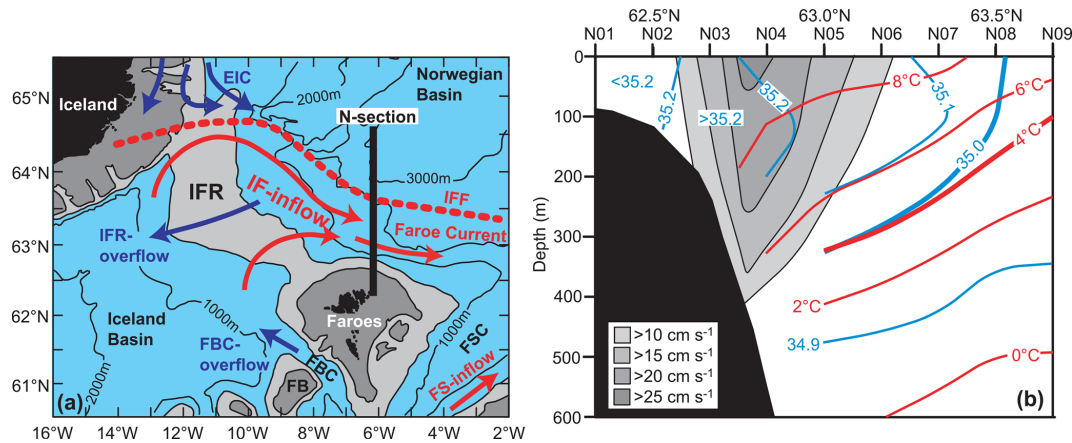 EIC
Norwegian
Basin
65°N
Iceland
2000m
N-section
64°N
3000m
IFR
IF-inflow
IFF
Faroe Current
63°N
IFR-
overflow
1000m
62°N
Iceland
Basin
Faroes
1000m
FSC
FBC-
overflow
FBC
2000m
61°N
FB
FS-inflow
(a)
16°W 14°W 12°W 10°W 8°W 6°W 4°W 2°W
62.5°N 63.0°N 63.5°N
N01 N02 N03 N04 N05 N06 N07 N08 N09
0
100
200
300
400
500
600
Depth (m)
<35.2
35.2
>35.2
35.2
8°C
35.1
6°C
35.0
4°C
2°C
34.9
0°C
>10 cm s-1
>15 cm s-1
>20 cm s-1
>25 cm s-1
(b)